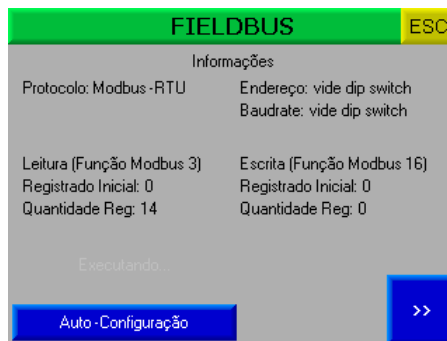 FIELDBUS ESC
Informações
Protocolo: Modbus-RTU
Endereço: vide dip switch
Baudrate: vide dip switch
Leitura (Função Modbus 3)
Registrado Inicial: 0
Quantidade Reg: 14
Escrita (Função Modbus 16)
Registrado Inicial: 0
Quantidade Reg: 0
Executando...
Auto-Configuração
>>